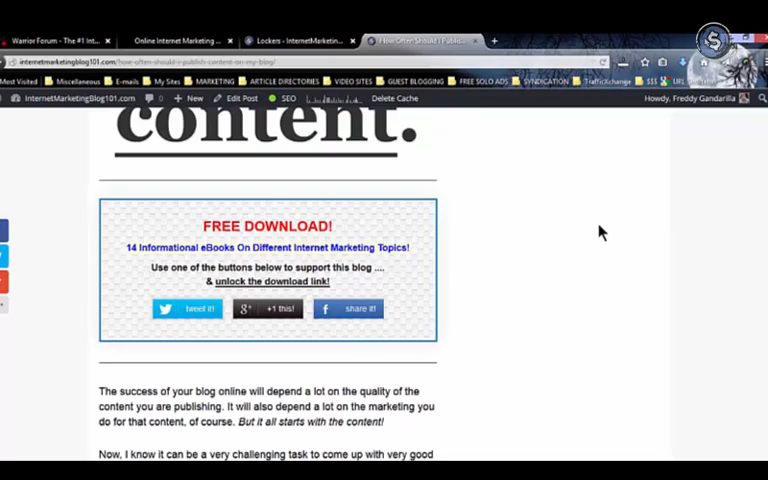 Warrior Forum - The #1 Int...
Online Internet Marketing ...
Lockers - InternetMarketin...
How Often Should I Publish...
internetmarketingblog101.com/how-often-should-i-publish-content-on-my-blog/
Most Visited
Miscellaneous
E-mails
My Sites
MARKETING
ARTICLE DIRECTORIES
VIDEO SITES
GUEST BLOGGING
FREE SOLO ADS
SYNDICATION
TrafficXchange
$$$
URL
InternetMarketingBlog101.com
0
New
Edit Post
SEO
Delete Cache
Howdy, Freddy Gandarilla
content.
FREE DOWNLOAD!
14 Informational eBooks On Different Internet Marketing Topics!
Use one of the buttons below to support this blog ....
& unlock the download link!
tweet it!
g+ +1 this!
f share it!
The success of your blog online will depend a lot on the quality of the
content you are publishing. It will also depend a lot on the marketing you
do for that content, of course. But it all starts with the content!
Now, I know it can be a very challenging task to come up with very good